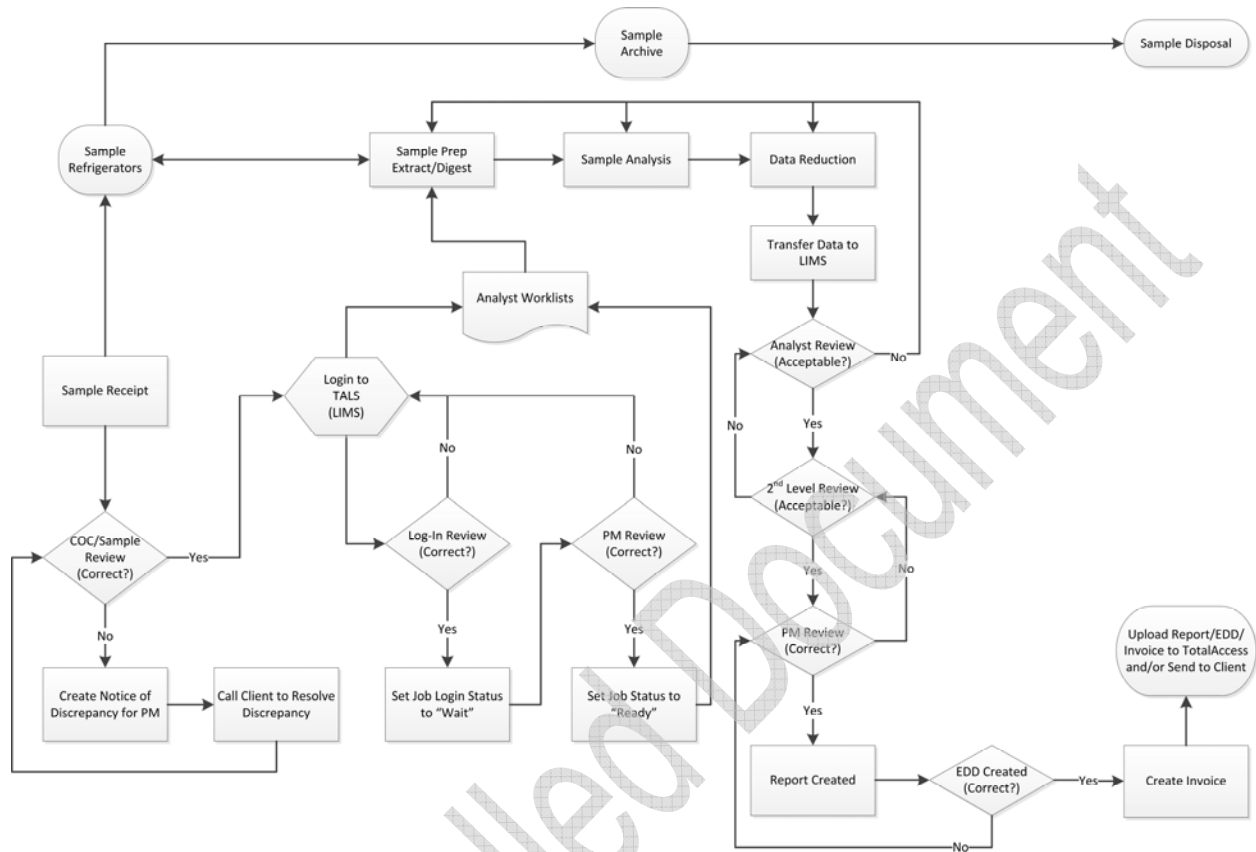 Sample
Archive
Sample Disposal
Sample
Refrigerators
Sample Prep
Extract/Digest
Sample Analysis
Data Reduction
Transfer Data to
LIMS
Analyst Worklists
Analyst Review
(Acceptable?)
No
Sample Receipt
Login to
TALS
(LIMS)
Yes
No
No
No
2nd Level Review
(Acceptable?)
COC/Sample
Review
(Correct?)
Yes
Log-In Review
(Correct?)
PM Review
(Correct?)
Yes
No
No
Yes
Yes
PM Review
(Correct?)
Upload Report/EDD/
Invoice to TotalAccess
and/or Send to Client
Create Notice of
Discrepancy for PM
Call Client to Resolve
Discrepancy
Set Job Login Status
to "Wait"
Set Job Status to
"Ready"
Yes
Report Created
EDD Created
(Correct?)
Yes
Create Invoice
No
lled Document